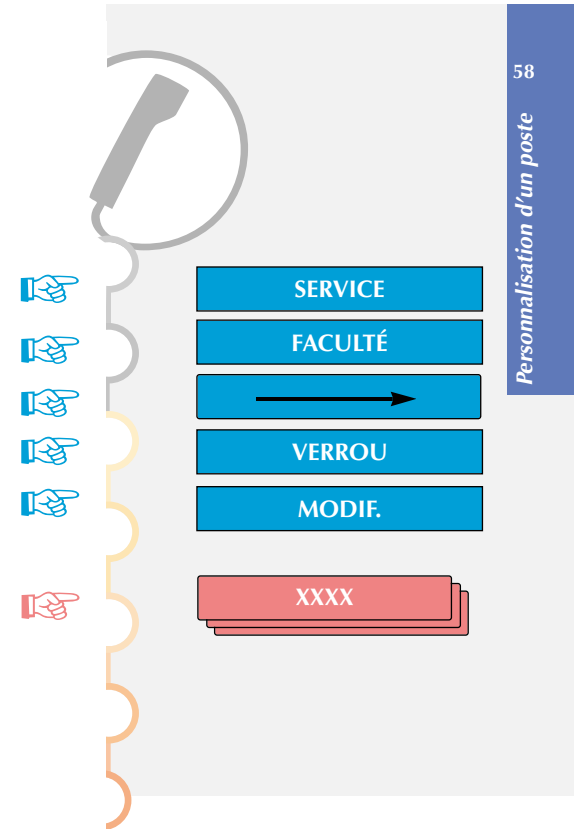 58
Personnalisation d'un poste
SERVICE
FACULTÉ
VERROU
MODIF.
XXXX